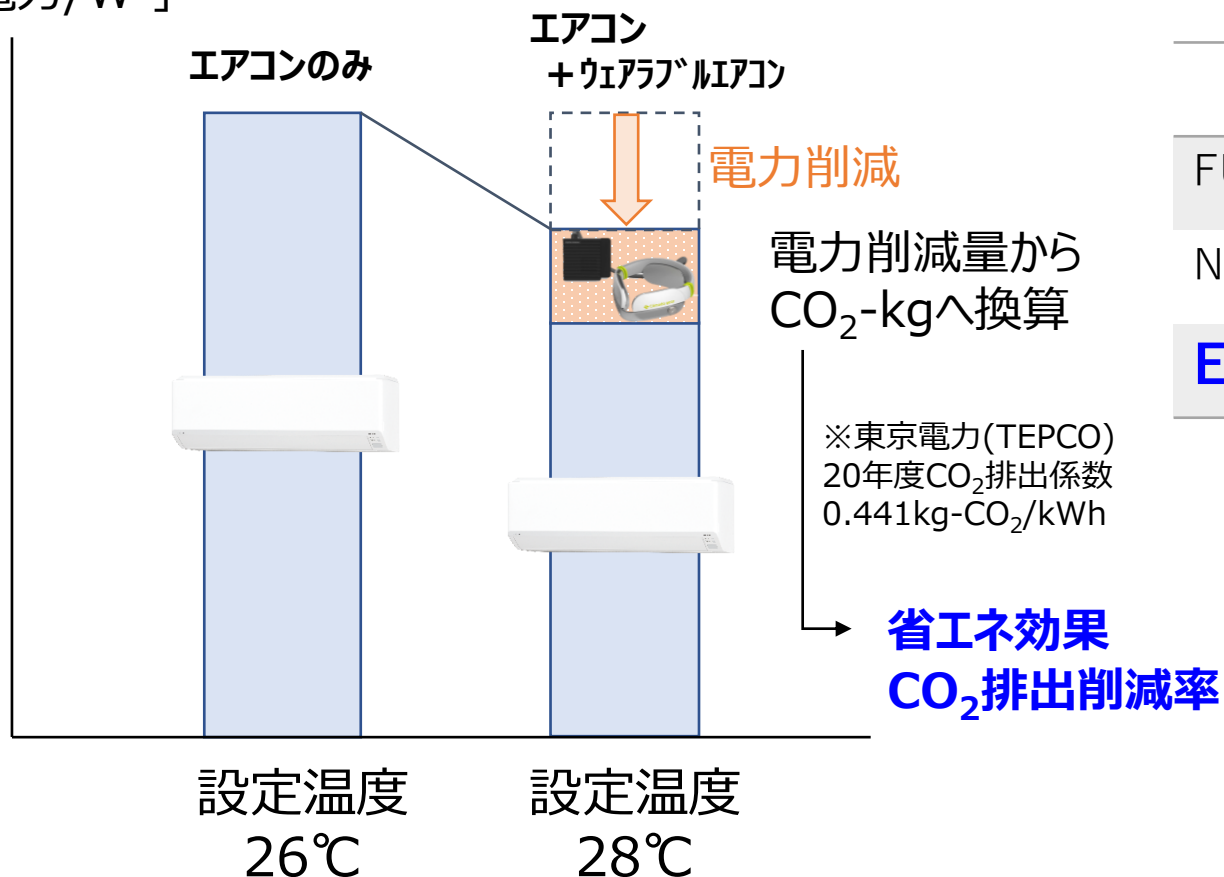 電力/W]
エアコンのみ
エアコン
+ｳｪｱﾗﾌﾞﾙｴｱｺﾝ
電力削減
電力削減量から
CO₂-kgへ換算
※東京電力(TEPCO)
20年度CO₂排出係数
0.441kg-CO₂/kWh
省エネ効果
CO₂排出削減率
設定温度
26℃
設定温度
28℃
F
N
E